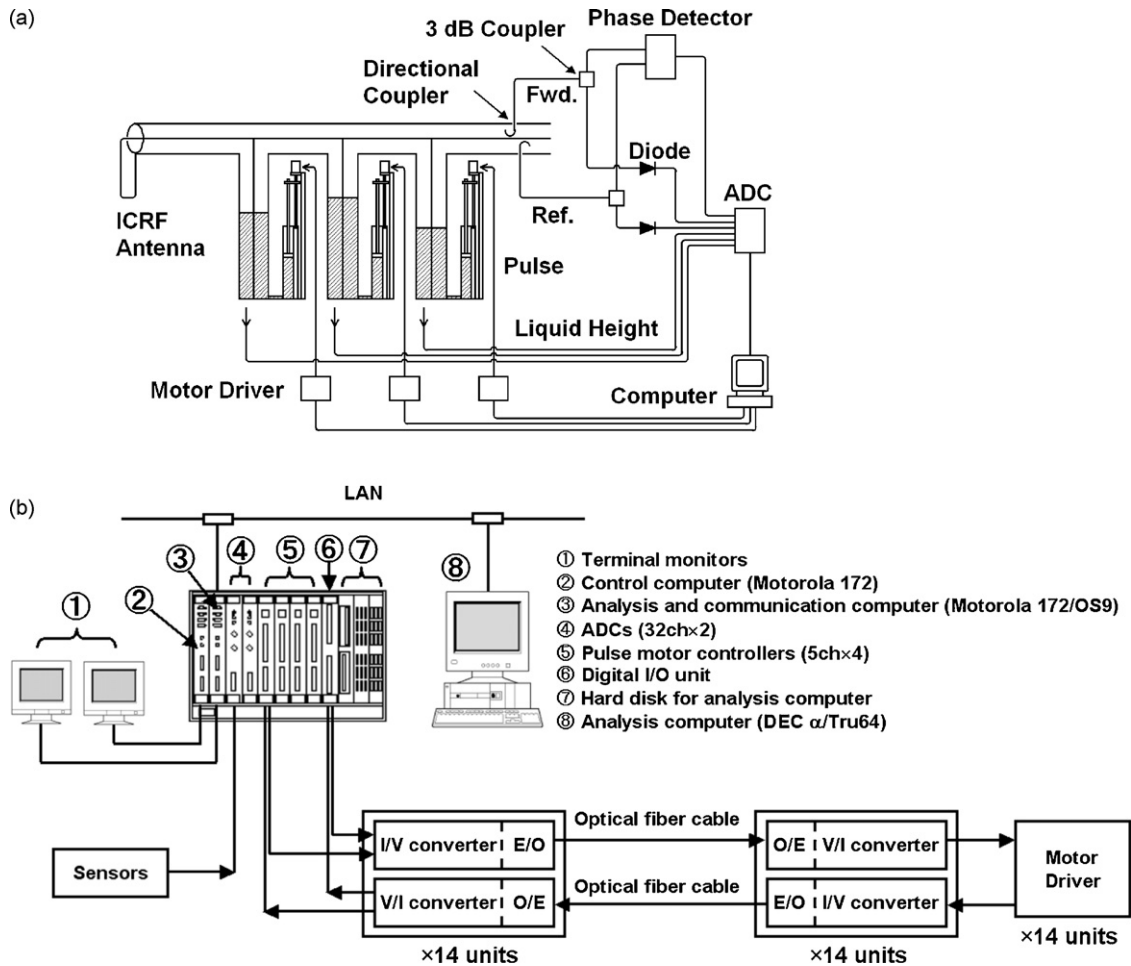 (a)
Phase Detector
3 dB Coupler
Directional
Coupler
Fwd.
Diode
ADC
Ref.
ICRF
Antenna
Pulse
Liquid Height
Motor Driver
Computer
(b)
LAN
① ② ③ ④ ⑤ ⑥ ⑦ ⑧
① Terminal monitors
② Control computer (Motorola 172)
③ Analysis and communication computer (Motorola 172/OS9)
④ ADCs (32ch×2)
⑤ Pulse motor controllers (5ch×4)
⑥ Digital I/O unit
⑦ Hard disk for analysis computer
⑧ Analysis computer (DEC α/Tru64)
Sensors
I/V converter E/O
Optical fiber cable
O/E V/I converter
V/I converter O/E
Optical fiber cable
E/O I/V converter
Motor
Driver
×14 units
×14 units
×14 units